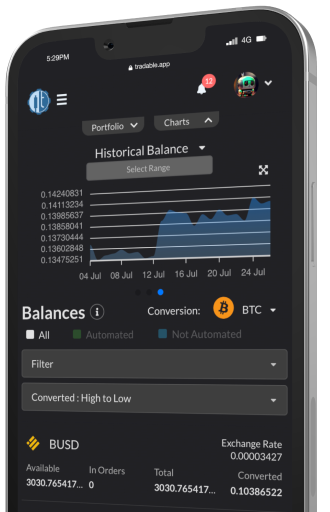 5:29PM
4G
tradable.app
12
Portfolio
Charts
Historical Balance
Select Range
0.14240831
0.14113234
0.13985637
0.13858041
0.13730444
0.13602848
0.13475251
04 Jul 08 Jul 12 Jul 16 Jul 20 Jul 24 Jul
Balances i
Conversion: BTC
All Automated Not Automated
Filter
Converted : High to Low
BUSD
Exchange Rate
0.00003427
Available In Orders Total Converted
3030.765417... 0 3030.765417... 0.10386522